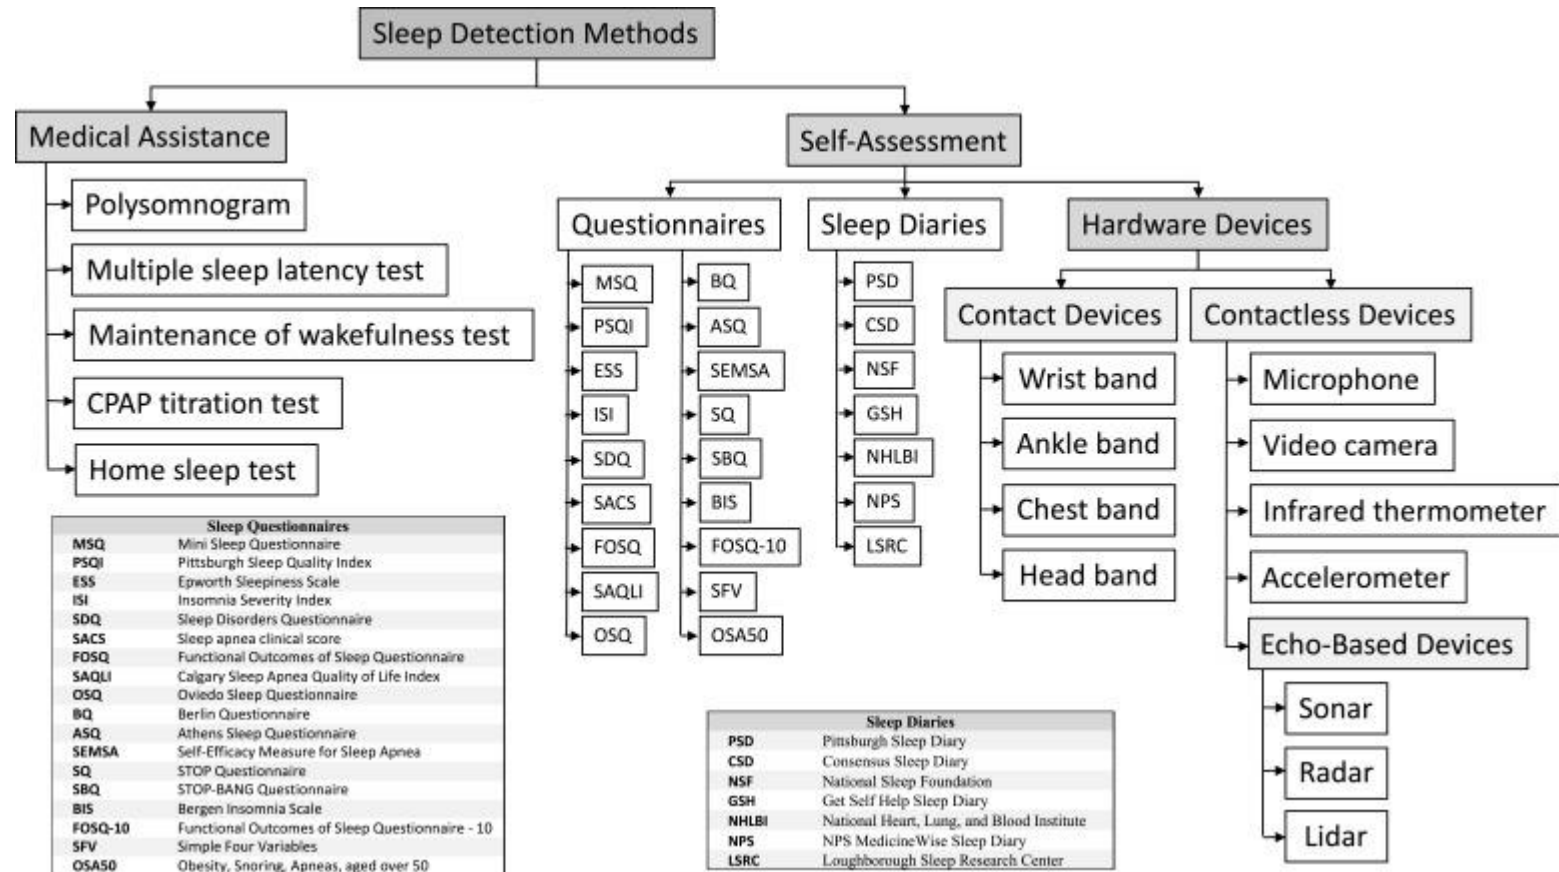 Sleep Detection Methods
Medical Assistance
Polysomnogram
Multiple sleep latency test
Maintenance of wakefulness test
CPAP titration test
Home sleep test
Self-Assessment
Questionnaires
MSQ
PSQI
ESS
ISI
SDQ
SACS
FOSQ
SAQLI
OSQ
BQ
ASQ
SEMSA
SQ
SBQ
BIS
FOSQ-10
SFV
OSA50
Sleep Diaries
PSD
CSD
NSF
GSH
NHLBI
NPS
LSRC
Hardware Devices
Contact Devices
Wrist band
Ankle band
Chest band
Head band
Contactless Devices
Microphone
Video camera
Infrared thermometer
Accelerometer
Echo-Based Devices
Sonar
Radar
Lidar
Sleep Questionnaires
MSQ Mini Sleep Questionnaire
PSQI Pittsburgh Sleep Quality Index
ESS Epworth Sleepiness Scale
ISI Insomnia Severity Index
SDQ Sleep Disorders Questionnaire
SACS Sleep apnea clinical score
FOSQ Functional Outcomes of Sleep Questionnaire
SAQLI Calgary Sleep Apnea Quality of Life Index
OSQ Oviedo Sleep Questionnaire
BQ Berlin Questionnaire
ASQ Athens Sleep Questionnaire
SEMSA Self-Efficacy Measure for Sleep Apnea
SQ STOP Questionnaire
SBQ STOP-BANG Questionnaire
BIS Bergen Insomnia Scale
FOSQ-10 Functional Outcomes of Sleep Questionnaire - 10
SFV Simple Four Variables
OSA50 Obesity, Snoring, Apneas, aged over 50
Sleep Diaries
PSD Pittsburgh Sleep Diary
CSD Consensus Sleep Diary
NSF National Sleep Foundation
GSH Get Self Help Sleep Diary
NHLBI National Heart, Lung, and Blood Institute
NPS NPS MedicineWise Sleep Diary
LSRC Loughborough Sleep Research Center